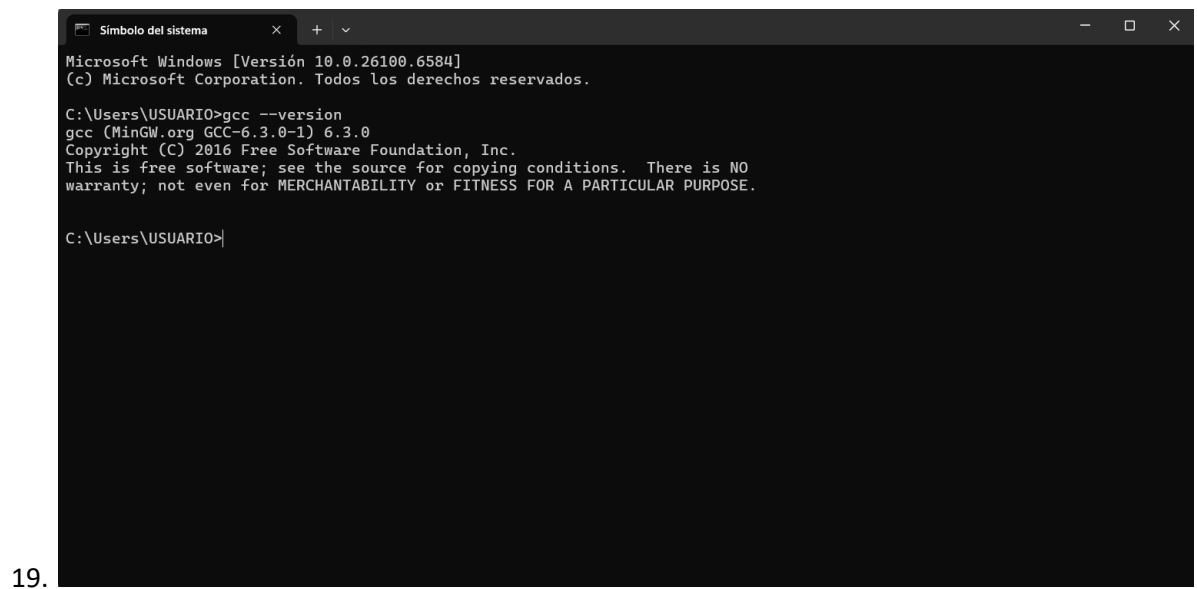 Símbolo del sistema
Microsoft Windows [Versión 10.0.26100.6584]
(c) Microsoft Corporation. Todos los derechos reservados.
C:\Users\USUARIO>gcc --version
gcc (MinGW.org GCC-6.3.0-1) 6.3.0
Copyright (C) 2016 Free Software Foundation, Inc.
This is free software; see the source for copying conditions.  There is NO
warranty; not even for MERCHANTABILITY or FITNESS FOR A PARTICULAR PURPOSE.
C:\Users\USUARIO>
19.